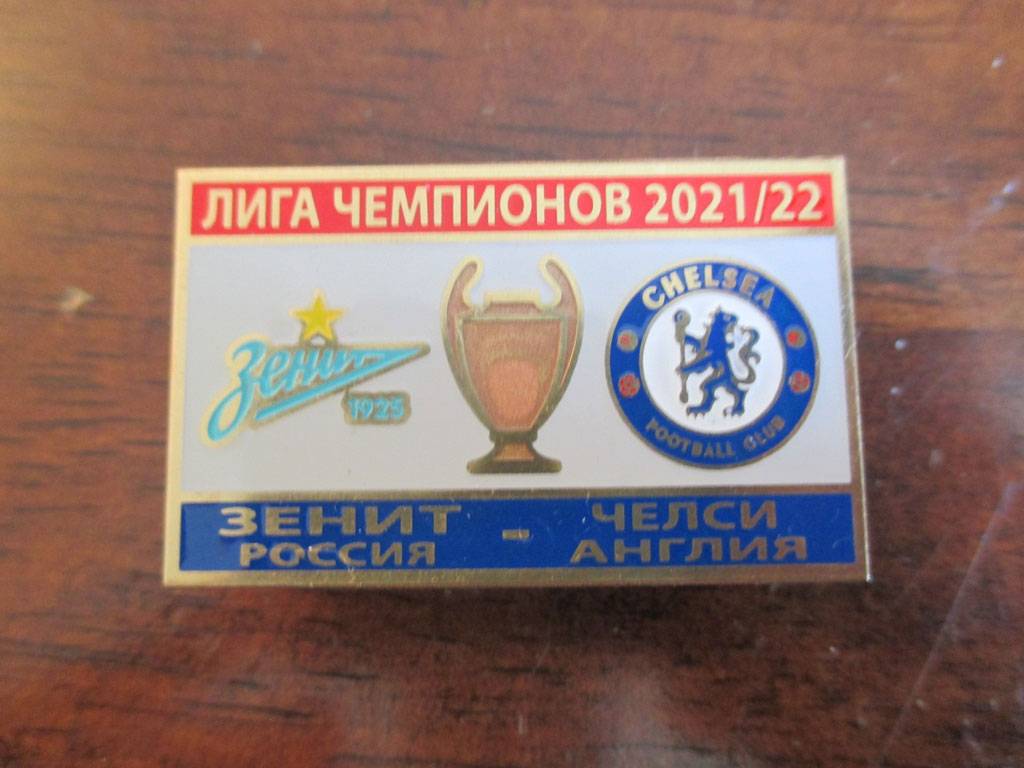 ЛИГА ЧЕМПИОНОВ 2021/22
Зенит
1925
CHELSEA
FOOTBALL CLUB
ЗЕНИТ - ЧЕЛСИ
РОССИЯ АНГЛИЯ